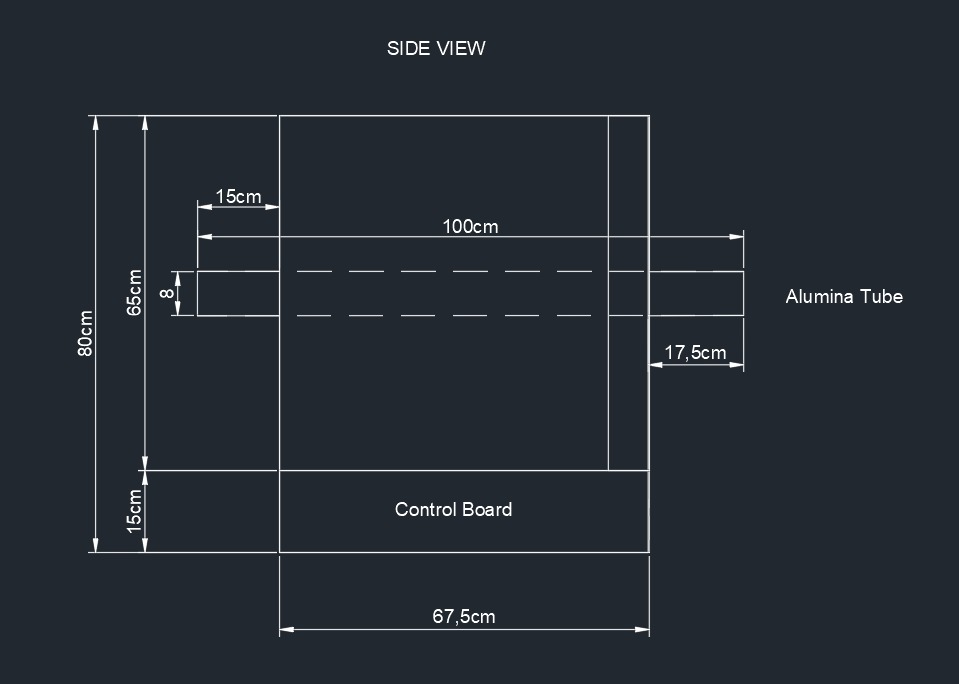 SIDE VIEW
15cm
100cm
65cm
8
Alumina Tube
80cm
17,5cm
15cm
Control Board
67,5cm